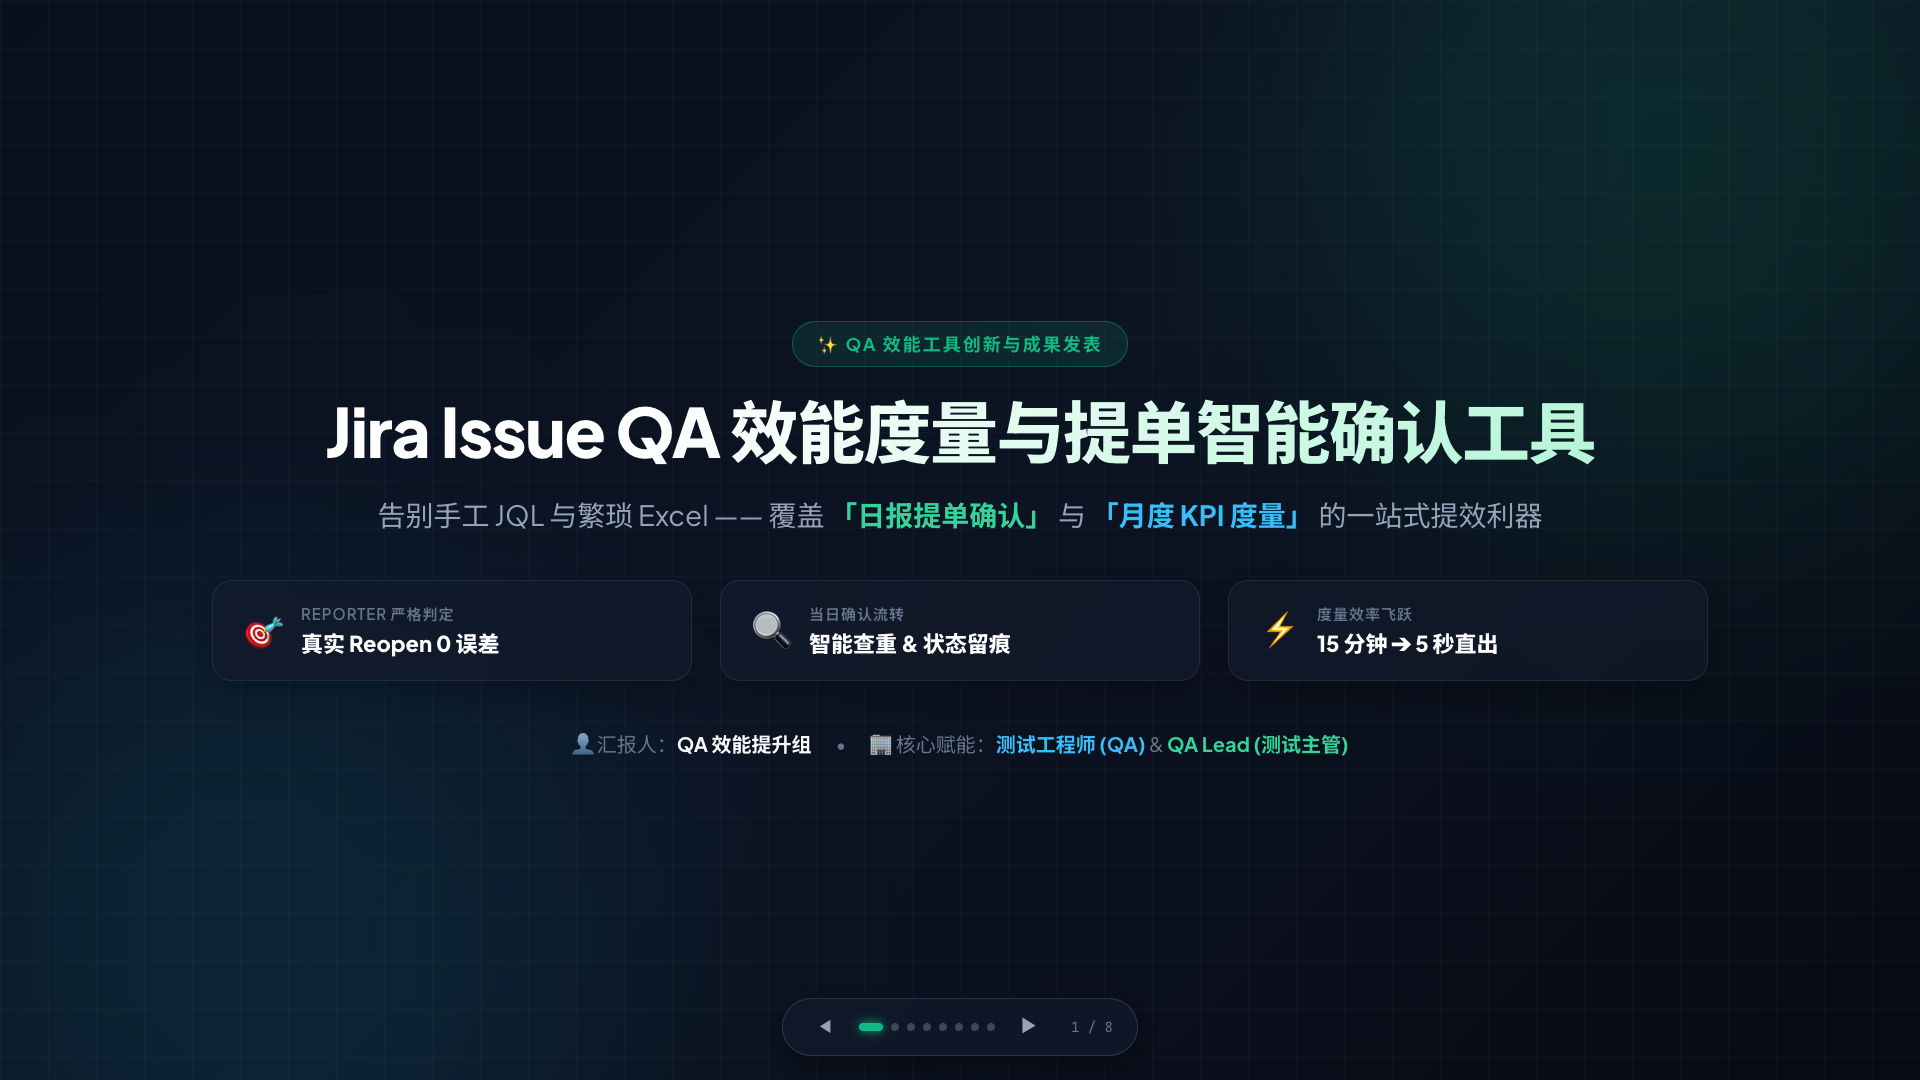 ✨ QA 效能工具创新与成果发表
Jira Issue QA 效能度量与提单智能确认工具
告别手工 JQL 与繁琐 Excel —— 覆盖 「日报提单确认」 与 「月度 KPI 度量」 的一站式提效利器
REPORTER 严格判定
真实 Reopen 0 误差
当日确认流转
智能查重 & 状态留痕
度量效率飞跃
15 分钟 ➔ 5 秒直出
👤 汇报人：QA 效能提升组 • 🏢 核心赋能：测试工程师 (QA) & QA Lead (测试主管)
◀ ▶ 1 / 8